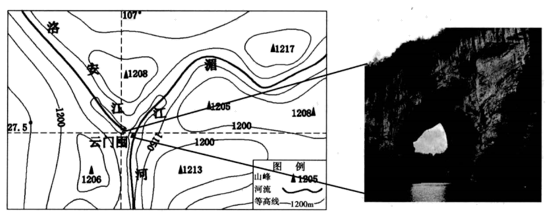 107°
洛
安
江
湄
江
河
▲1208
▲1217
▲1205
1208▲
1200
1200
1200
1150
27.5
云门囤
▲
1206
▲1213
图 例
山峰 ▲1205
河流
等高线 1200m